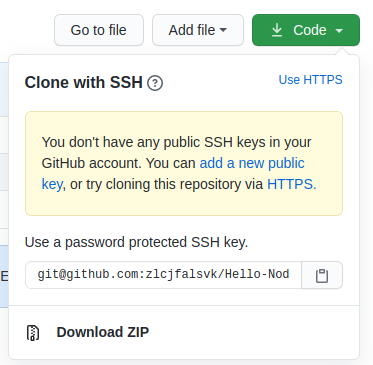 Go to file Add file Code
Clone with SSH ? Use HTTPS
You don't have any public SSH keys in your
GitHub account. You can add a new public
key, or try cloning this repository via HTTPS.
Use a password protected SSH key.
git@github.com:zlcjfalsvk/Hello-Nod
Download ZIP